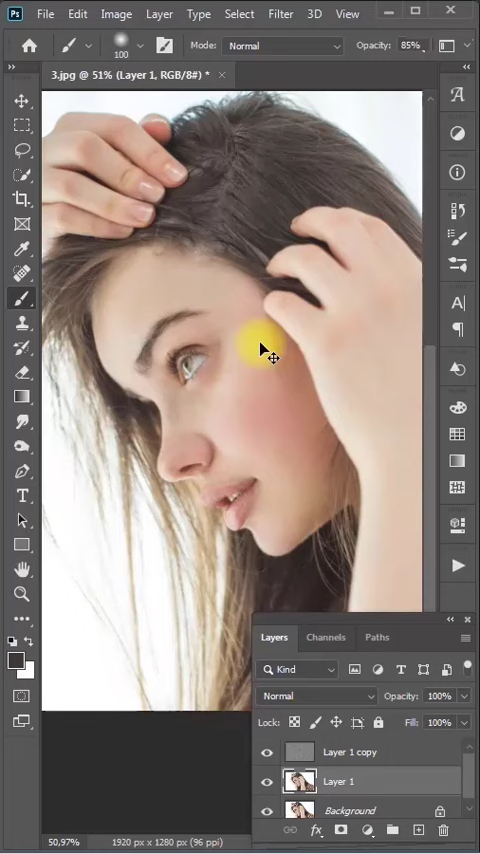 Ps File Edit Image Layer Type Select Filter 3D View
100 Mode: Normal Opacity: 85%
3.jpg @ 51% (Layer 1, RGB/8#) * ×
Layers Channels Paths
Kind
Normal Opacity: 100%
Lock: Fill: 100%
Layer 1 copy
Layer 1
Background
fx
50,97% 1920 px x 1280 px (96 ppi)